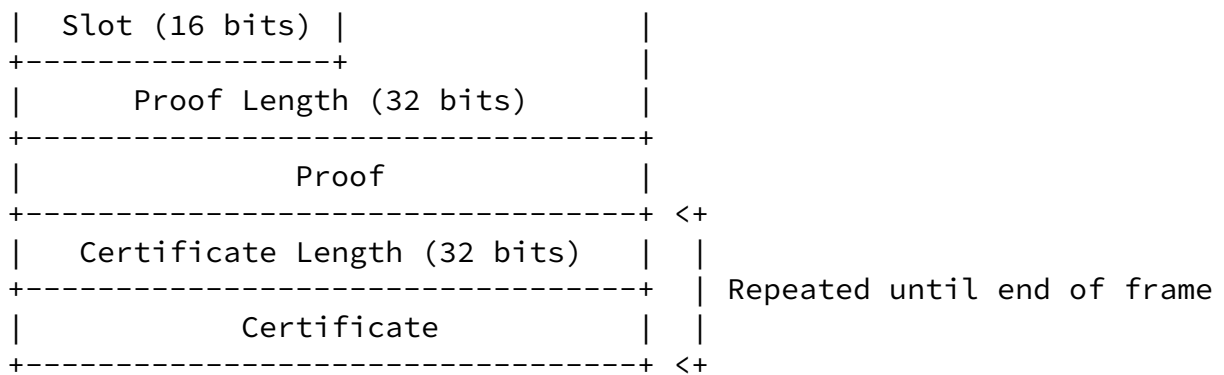 Slot (16 bits)
Proof Length (32 bits)
Proof
Certificate Length (32 bits)
Repeated until end of frame
Certificate